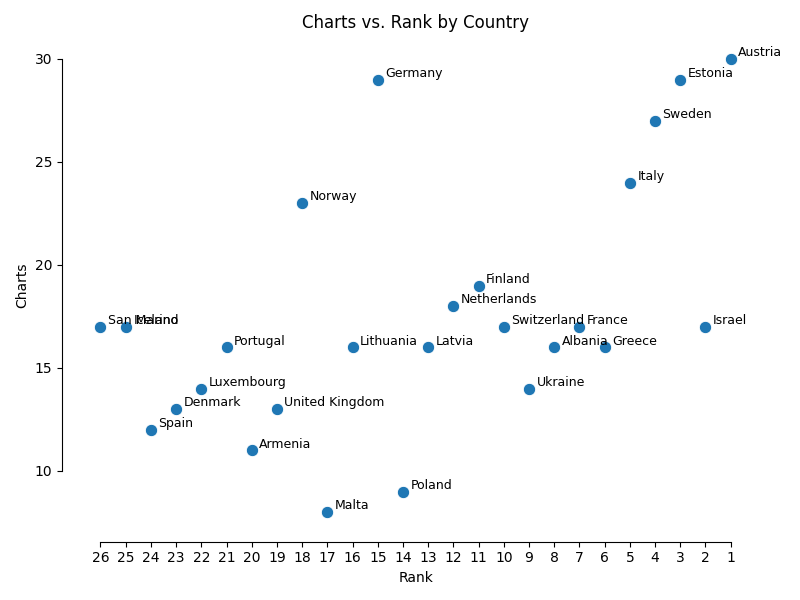 Charts vs. Rank by Country
30
25
20
15
10
Charts
Austria
Germany
Estonia
Sweden
Italy
Norway
Finland
Netherlands
San Marino
Ireland
Switzerland
France
Israel
Portugal
Lithuania
Latvia
Albania
Greece
Luxembourg
Ukraine
Denmark
United Kingdom
Spain
Armenia
Poland
Malta
26 25 24 23 22 21 20 19 18 17 16 15 14 13 12 11 10 9 8 7 6 5 4 3 2 1
Rank